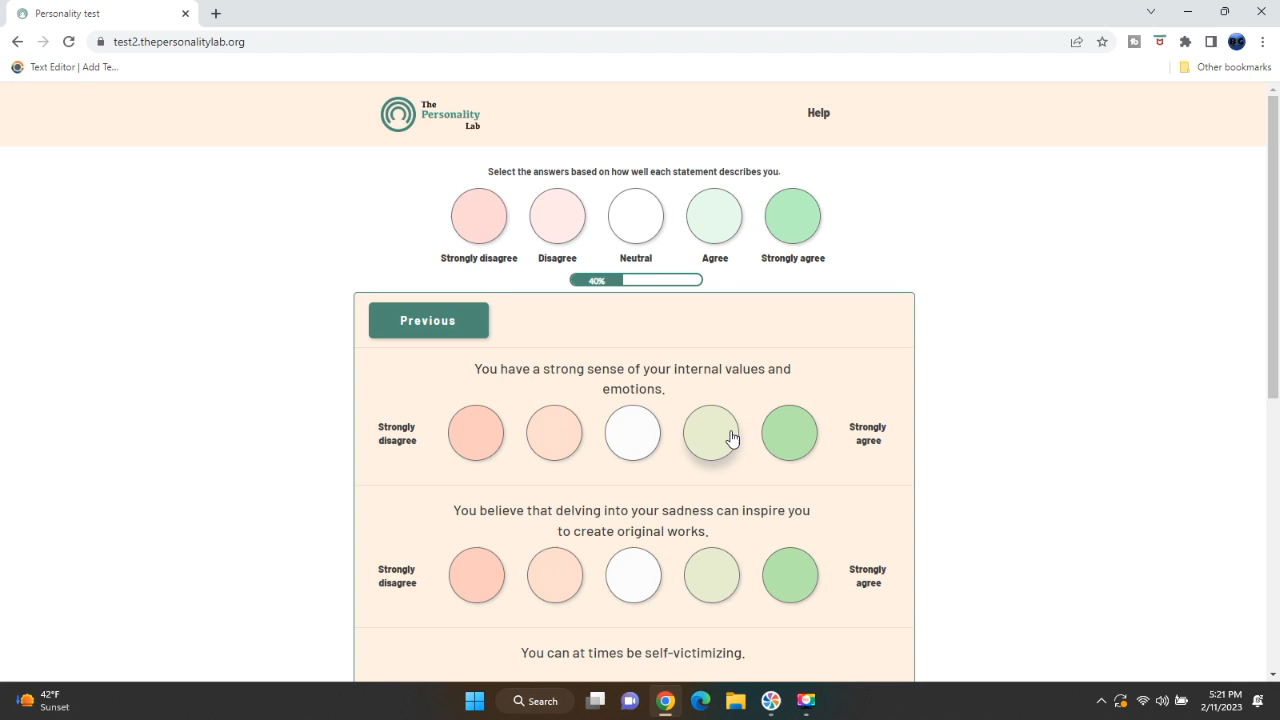 Personality test
test2.thepersonalitylab.org
Text Editor | Add Te...
Other bookmarks
The
Personality
Lab
Help
Select the answers based on how well each statement describes you.
Strongly disagree
Disagree
Neutral
Agree
Strongly agree
40%
Previous
You have a strong sense of your internal values and
emotions.
Strongly
disagree
Strongly
agree
You believe that delving into your sadness can inspire you
to create original works.
Strongly
disagree
Strongly
agree
You can at times be self-victimizing.
42°F
Sunset
Search
5:21 PM
2/11/2023